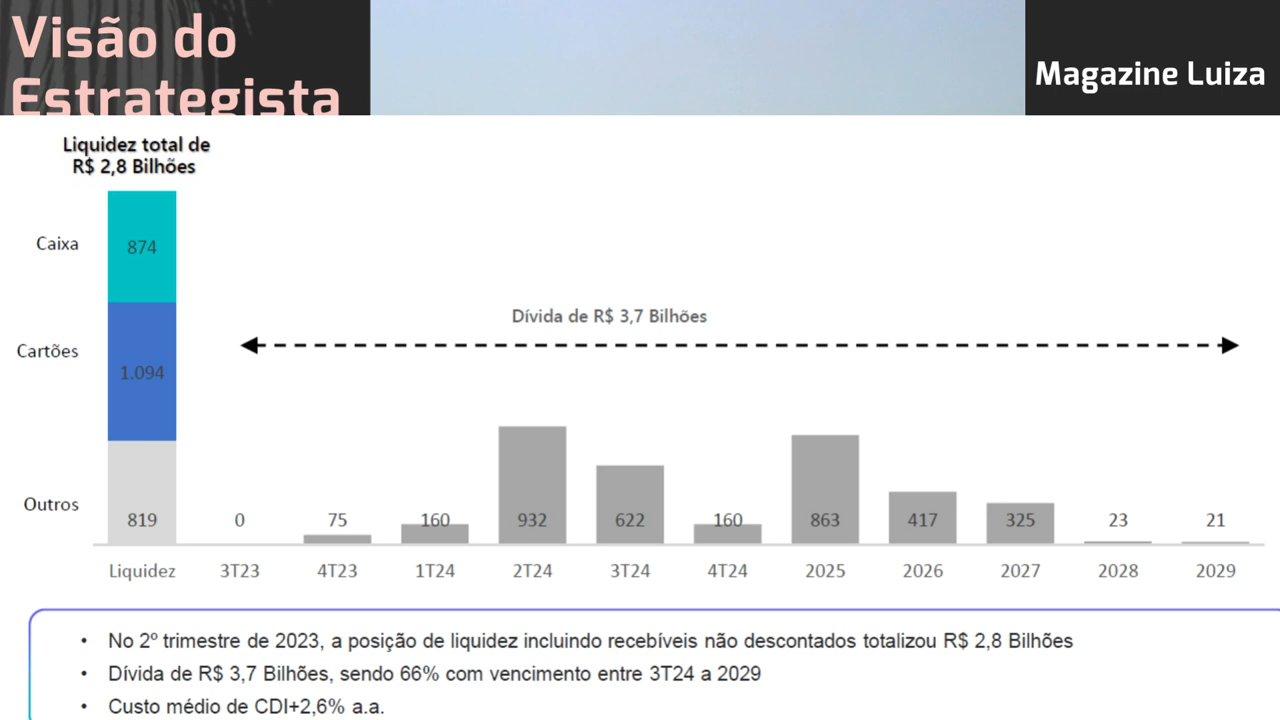 Visão do
Estrategista
Magazine Luiza
Liquidez total de
R$ 2,8 Bilhões
Caixa
874
Cartões
1.094
Outros
819
Dívida de R$ 3,7 Bilhões
0 75 160 932 622 160 863 417 325 23 21
Liquidez 3T23 4T23 1T24 2T24 3T24 4T24 2025 2026 2027 2028 2029
• No 2º trimestre de 2023, a posição de liquidez incluindo recebíveis não descontados totalizou R$ 2,8 Bilhões
• Dívida de R$ 3,7 Bilhões, sendo 66% com vencimento entre 3T24 a 2029
• Custo médio de CDI+2,6% a.a.